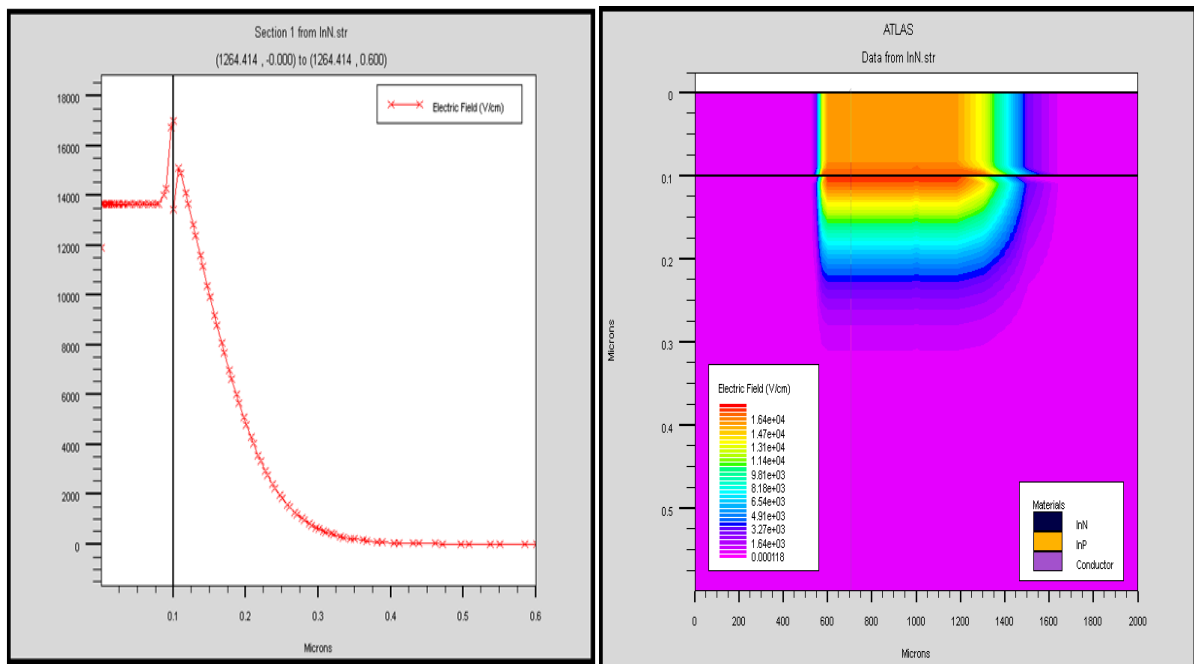 Section 1 from InN.str
(1264.414 , -0.000) to (1264.414 , 0.600)
Electric Field (V/cm)
18000
16000
14000
12000
10000
8000
6000
4000
2000
0
0.1 0.2 0.3 0.4 0.5 0.6
Microns
ATLAS
Data from InN.str
0
0.1
0.2
0.3
0.4
0.5
Microns
Electric Field (V/cm)
1.64e+04
1.47e+04
1.31e+04
1.14e+04
9.81e+03
8.18e+03
6.54e+03
4.91e+03
3.27e+03
1.64e+03
0.000118
Materials
InN
InP
Conductor
0 200 400 600 800 1000 1200 1400 1600 1800 2000
Microns